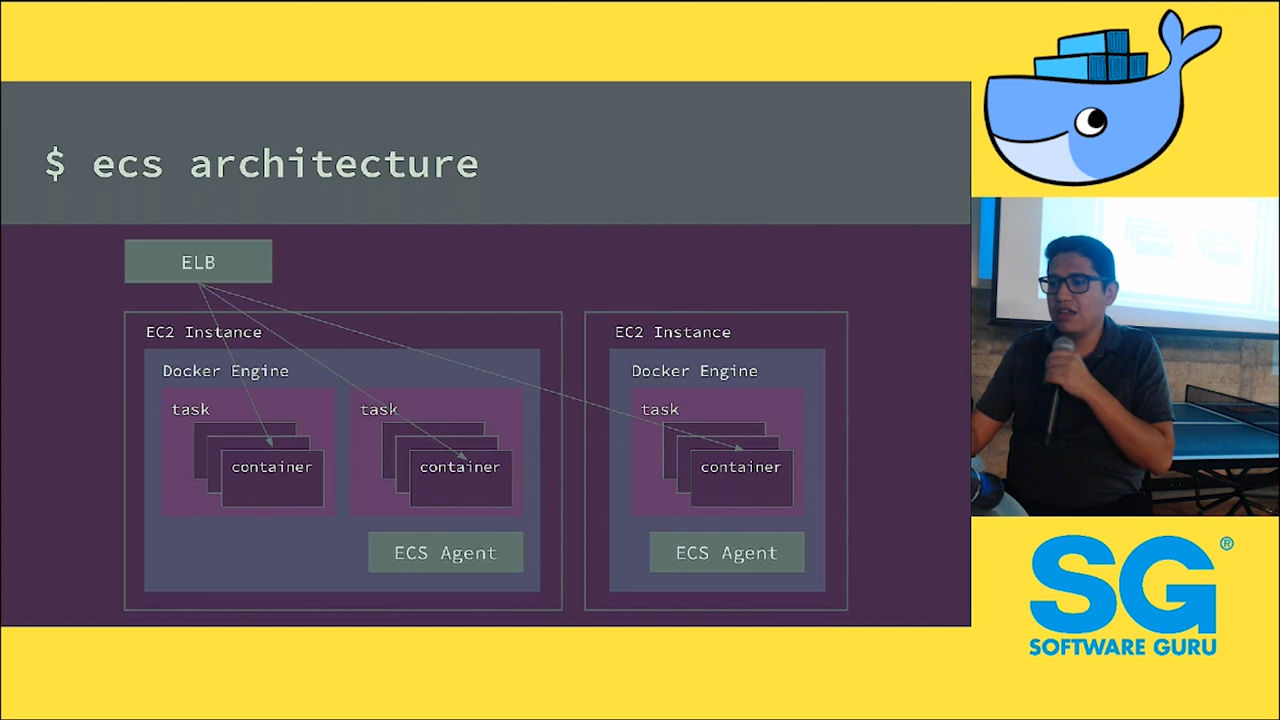 $ ecs architecture
ELB
EC2 Instance
Docker Engine
task
container
task
container
ECS Agent
EC2 Instance
Docker Engine
task
container
ECS Agent
SG®
SOFTWARE GURU